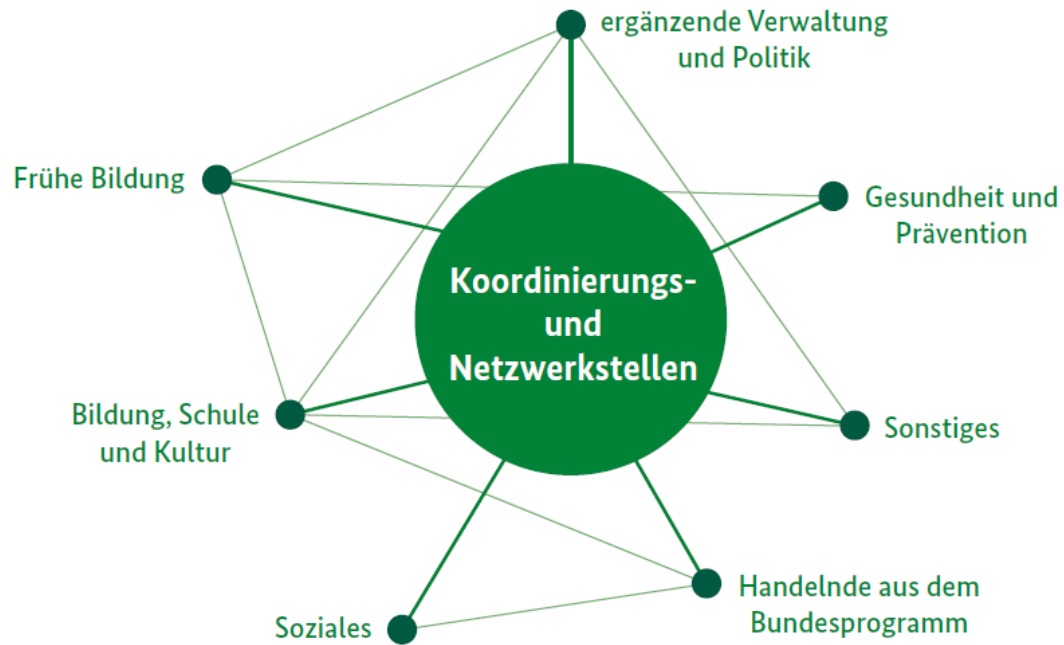 ergänzende Verwaltung
und Politik
Frühe Bildung
Gesundheit und
Prävention
Koordinierungs-
und
Netzwerkstellen
Bildung, Schule
und Kultur
Sonstiges
Handelnde aus dem
Bundesprogramm
Soziales